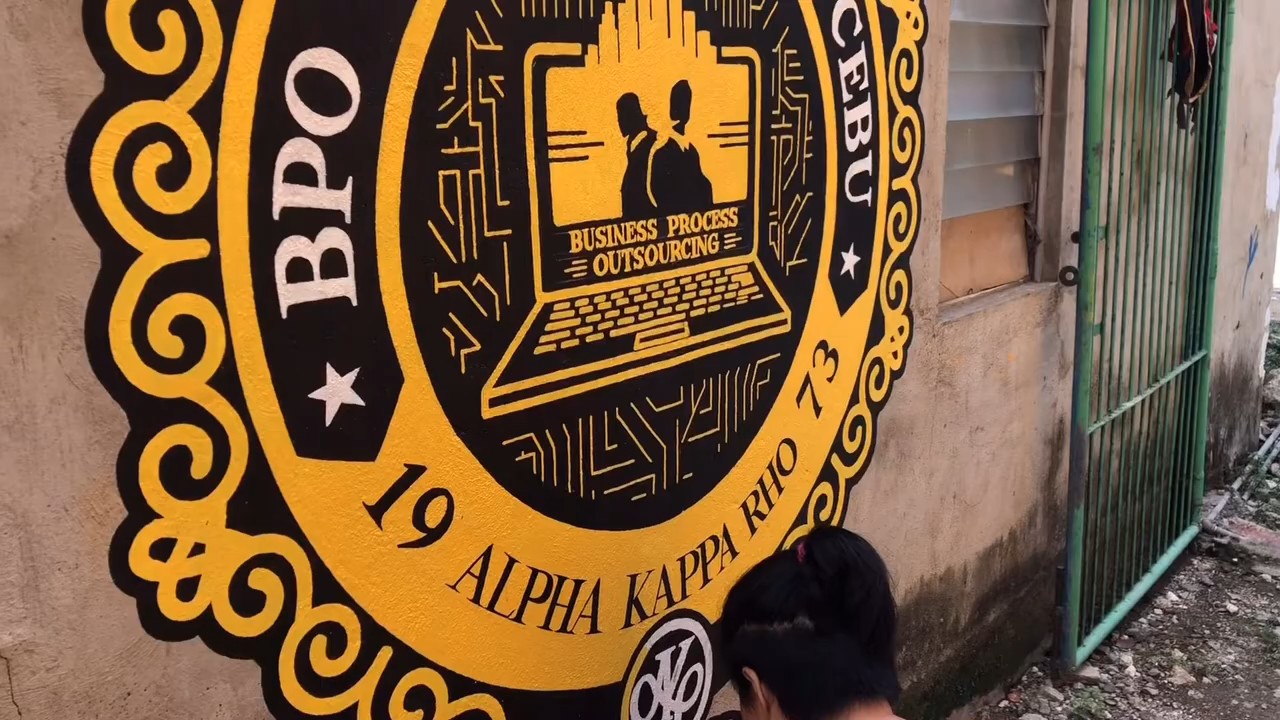 BPO
CEBU
BUSINESS PROCESS
OUTSOURCING
19 ALPHA KAPPA RHO 73